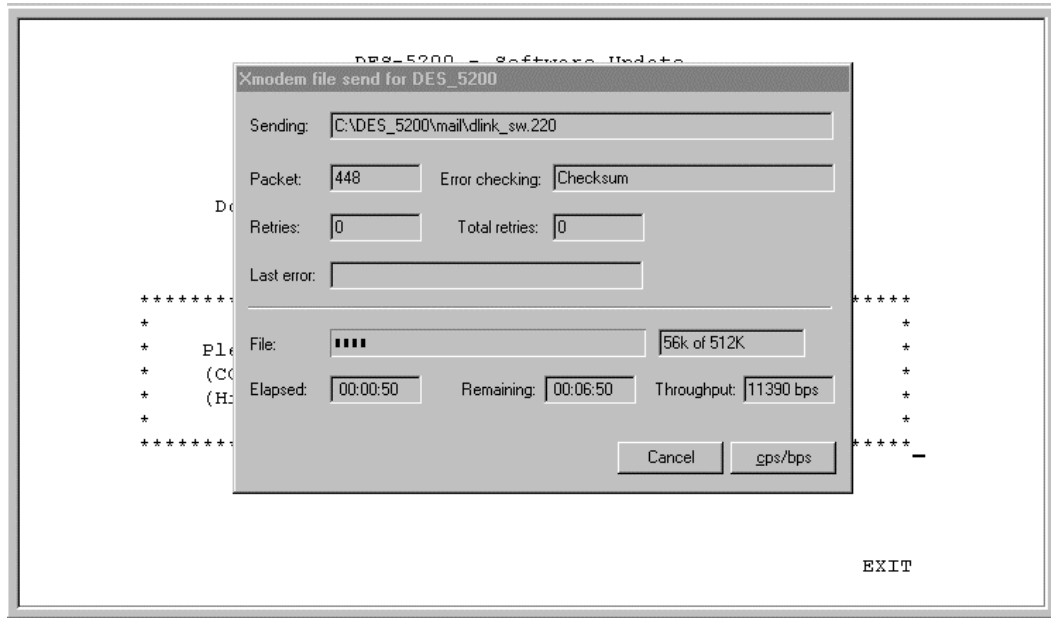 DES-5200 - Software Update
Xmodem file send for DES_5200
Sending: C:\DES_5200\mail\dlink_sw.220
Packet: 448 Error checking: Checksum
Retries: 0 Total retries: 0
Last error:
* * * * * * * * * * * * *
* *
* *
* *
* *
* *
* * * * * * * * * * * * *
File: 56k of 512K
Elapsed: 00:00:50 Remaining: 00:06:50 Throughput: 11390 bps
Cancel cps/bps
EXIT